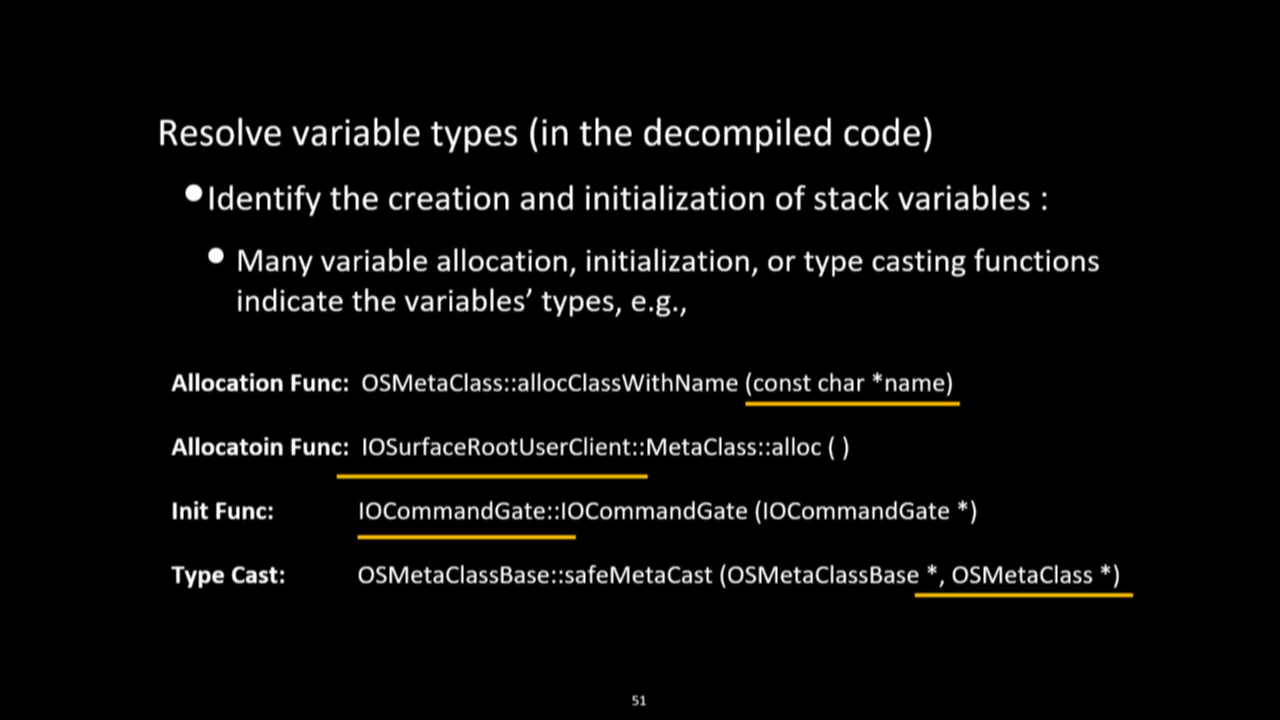 Resolve variable types (in the decompiled code)
•Identify the creation and initialization of stack variables :
• Many variable allocation, initialization, or type casting functions
indicate the variables’ types, e.g.,
Allocation Func: OSMetaClass::allocClassWithName (const char *name)
Allocatoin Func: IOSurfaceRootUserClient::MetaClass::alloc ( )
Init Func: IOCommandGate::IOCommandGate (IOCommandGate *)
Type Cast: OSMetaClassBase::safeMetaCast (OSMetaClassBase *, OSMetaClass *)
51